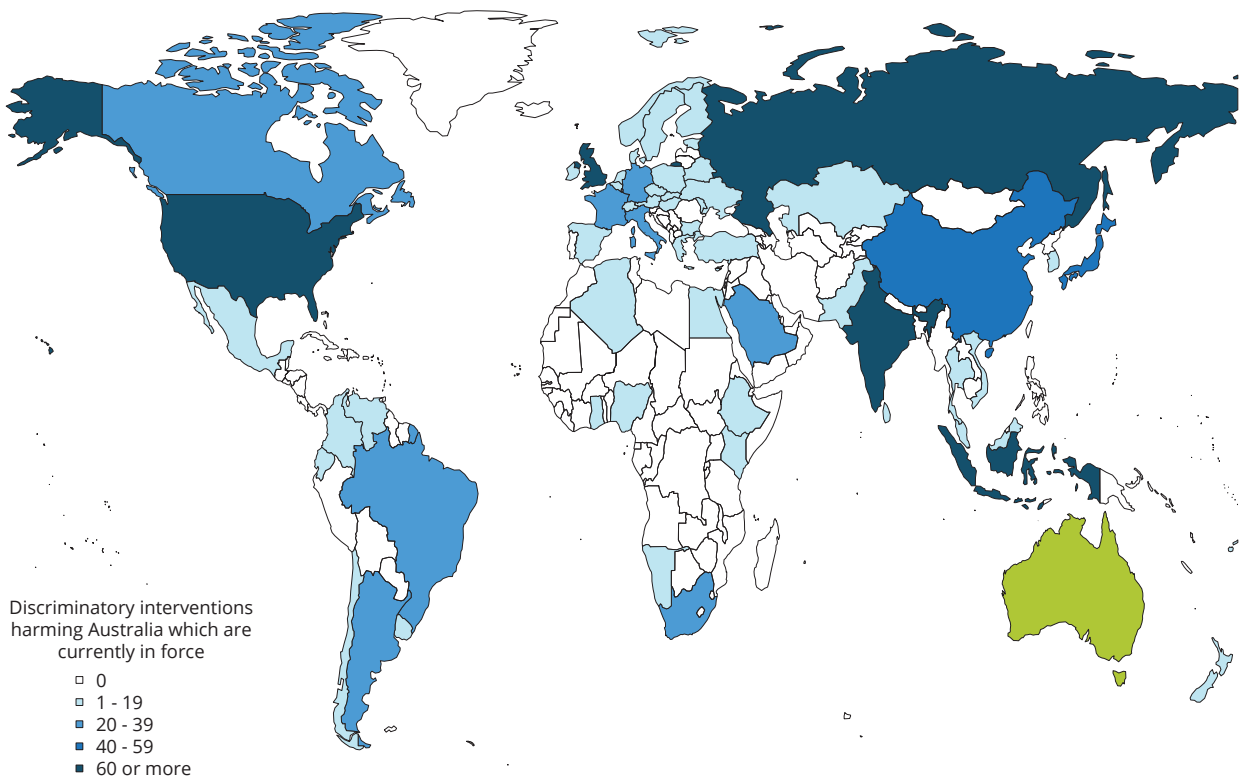 Discriminatory interventions
harming Australia which are
currently in force
0
1 - 19
20 - 39
40 - 59
60 or more